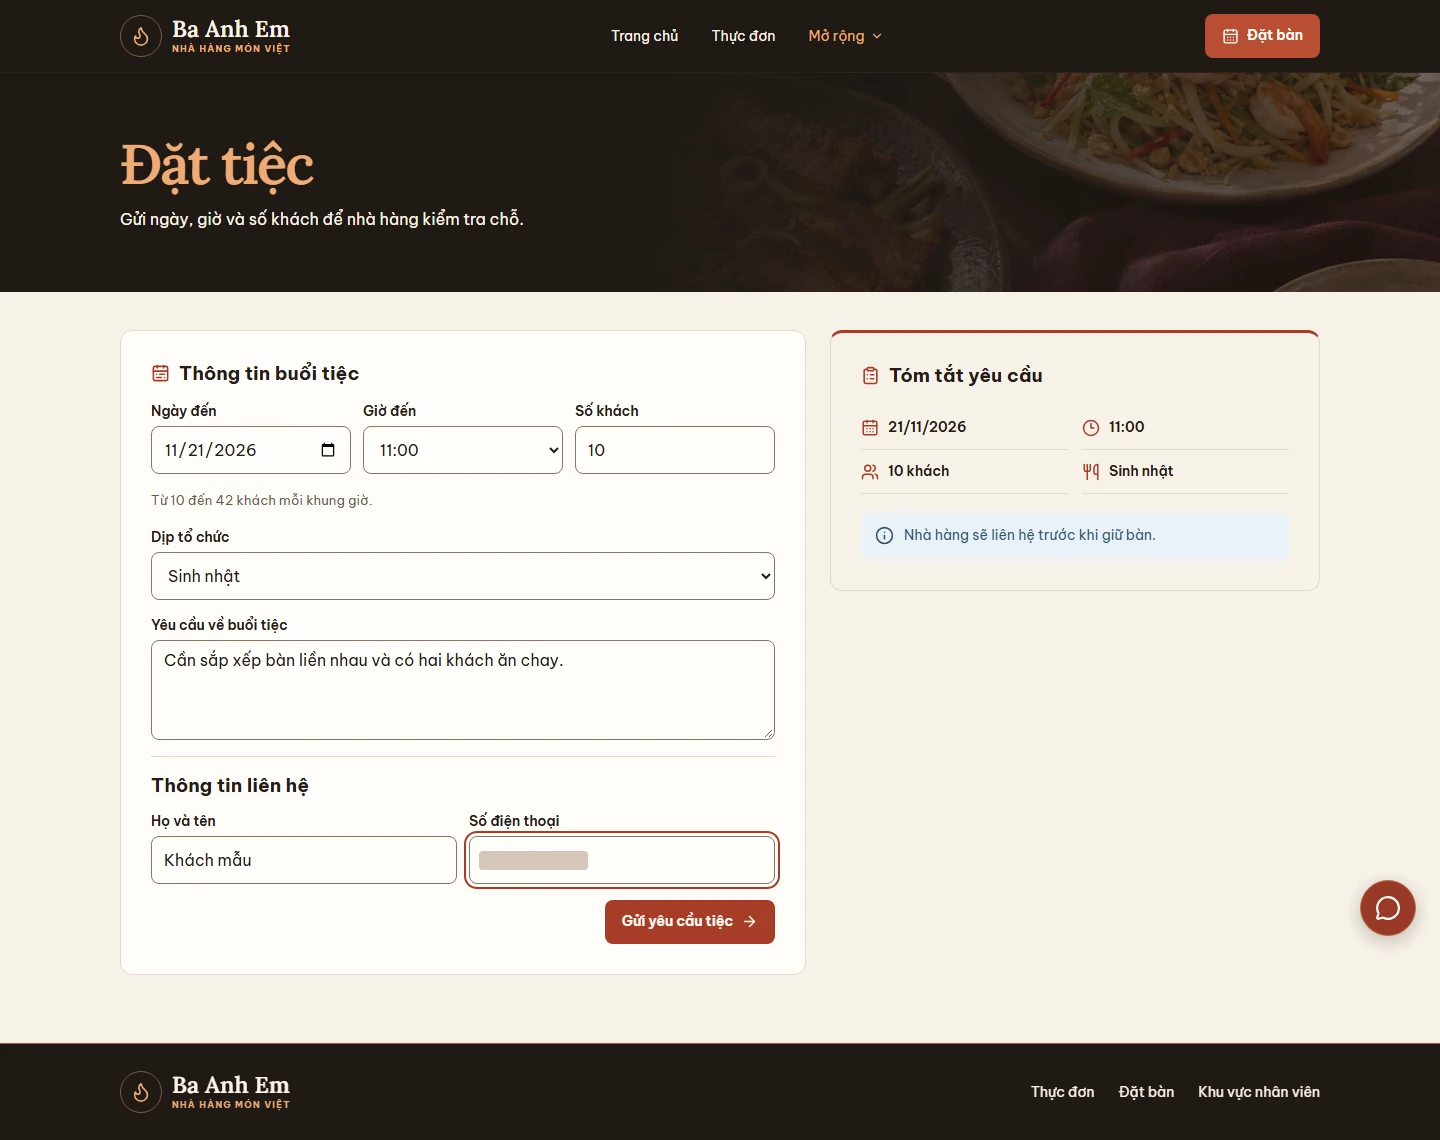 Ba Anh Em
NHÀ HÀNG MÓN VIỆT
Trang chủ
Thực đơn
Mở rộng
Đặt bàn
Đặt tiệc
Gửi ngày, giờ và số khách để nhà hàng kiểm tra chỗ.
Thông tin buổi tiệc
Ngày đến
Giờ đến
Số khách
11/21/2026
11:00
10
Từ 10 đến 42 khách mỗi khung giờ.
Dịp tổ chức
Sinh nhật
Yêu cầu về buổi tiệc
Cần sắp xếp bàn liền nhau và có hai khách ăn chay.
Thông tin liên hệ
Họ và tên
Số điện thoại
Khách mẫu
Gửi yêu cầu tiệc
Tóm tắt yêu cầu
21/11/2026
11:00
10 khách
Sinh nhật
Nhà hàng sẽ liên hệ trước khi giữ bàn.
Ba Anh Em
NHÀ HÀNG MÓN VIỆT
Thực đơn
Đặt bàn
Khu vực nhân viên